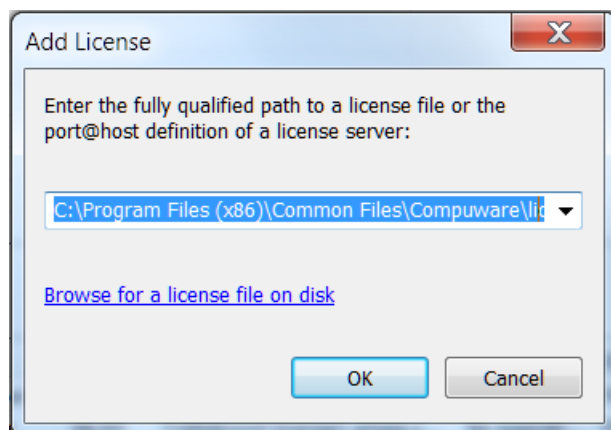 Add License
Enter the fully qualified path to a license file or the
port@host definition of a license server:
C:\Program Files (x86)\Common Files\Compuware\lic
Browse for a license file on disk
OK
Cancel